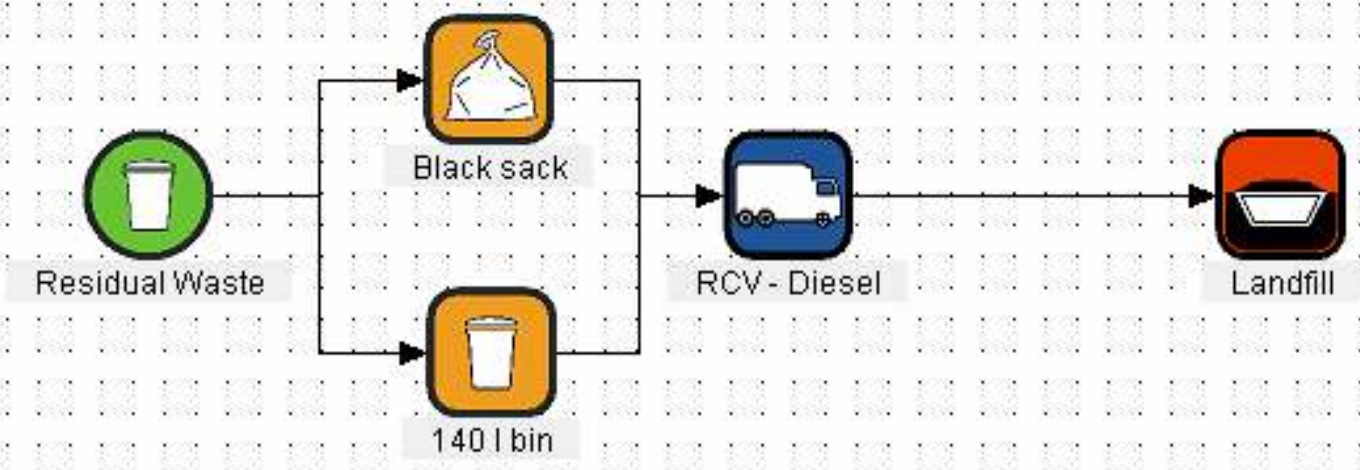 Black sack
Residual Waste
RCV - Diesel
Landfill
140 l bin